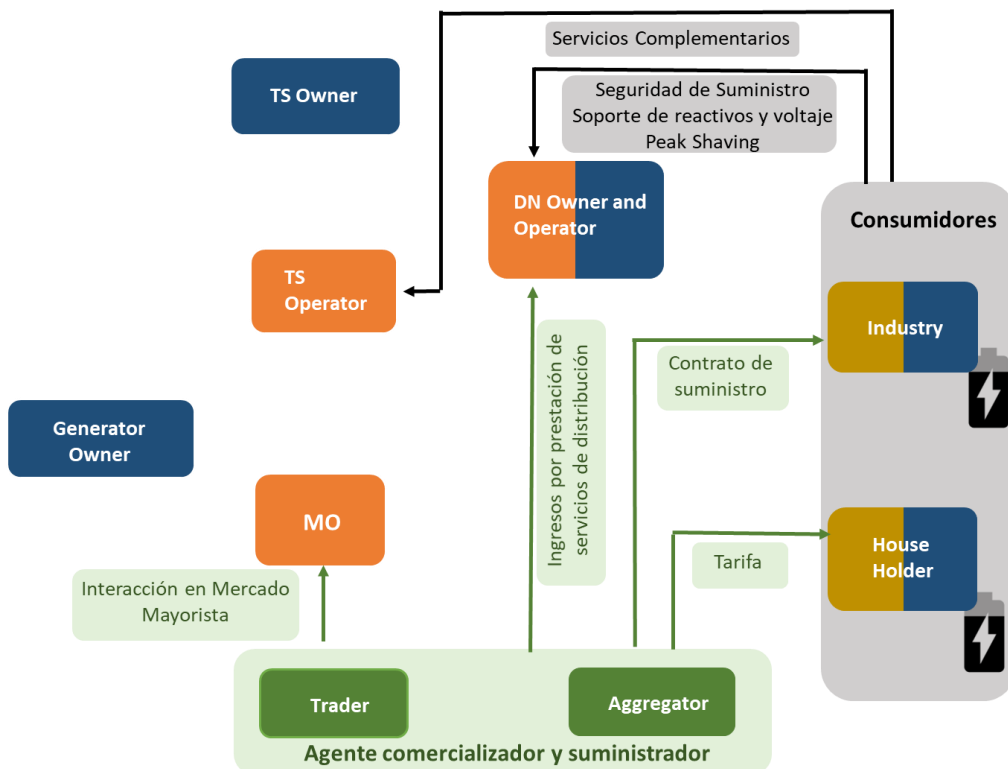 Servicios Complementarios
TS Owner
Seguridad de Suministro
Soporte de reactivos y voltaje
Peak Shaving
DN Owner and
Operator
Consumidores
TS
Operator
Industry
Ingresos por prestación de
servicios de distribución
Contrato de
suministro
Generator
Owner
MO
House
Holder
Tarifa
Interacción en Mercado
Mayorista
Trader
Aggregator
Agente comercializador y suministrador